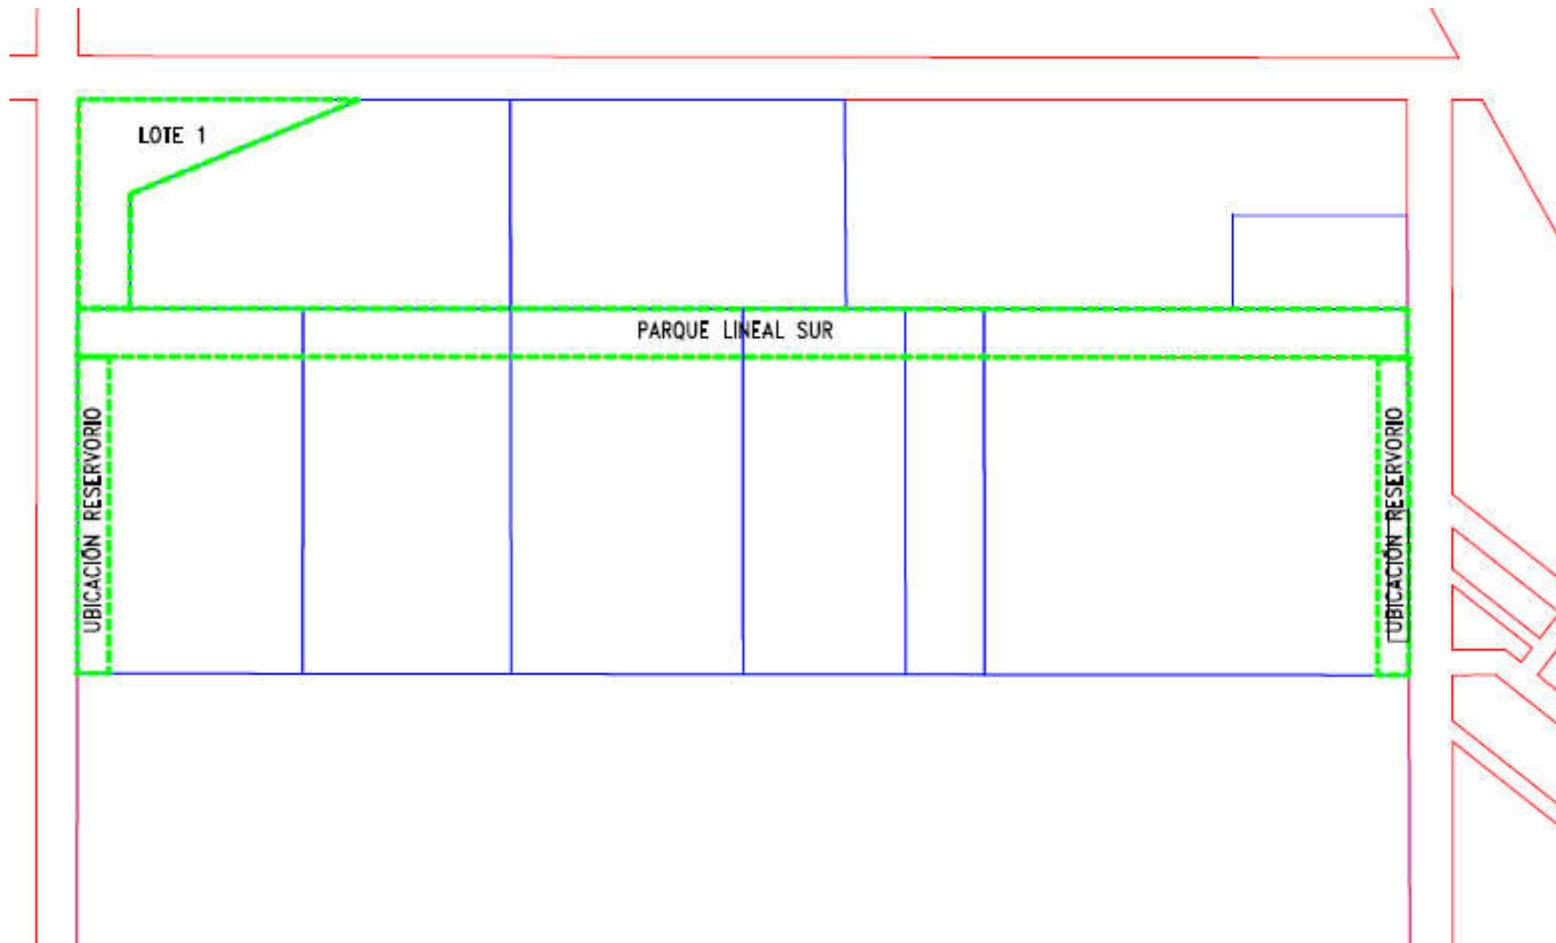 LOTE 1
PARQUE LINEAL SUR
UBICACIÓN RESERVORIO
UBICACIÓN RESERVORIO